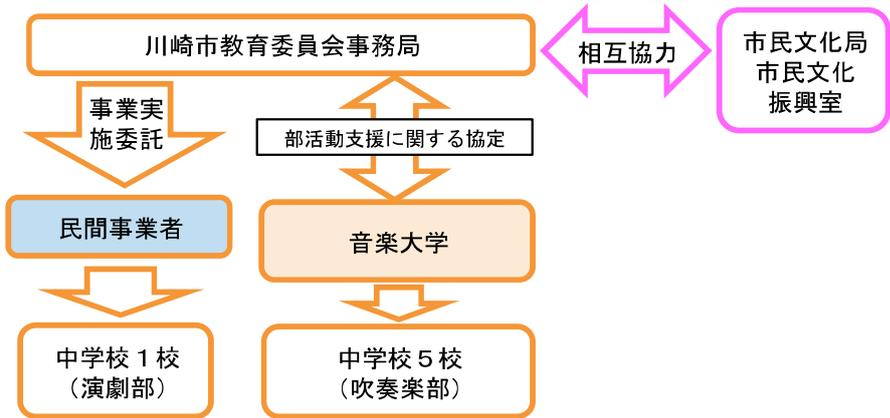 川崎市教育委員会事務局
相互協力
市民文化局
市民文化
振興室
事業実
施委託
部活動支援に関する協定
民間事業者
音楽大学
中学校１校
（演劇部）
中学校５校
（吹奏楽部）